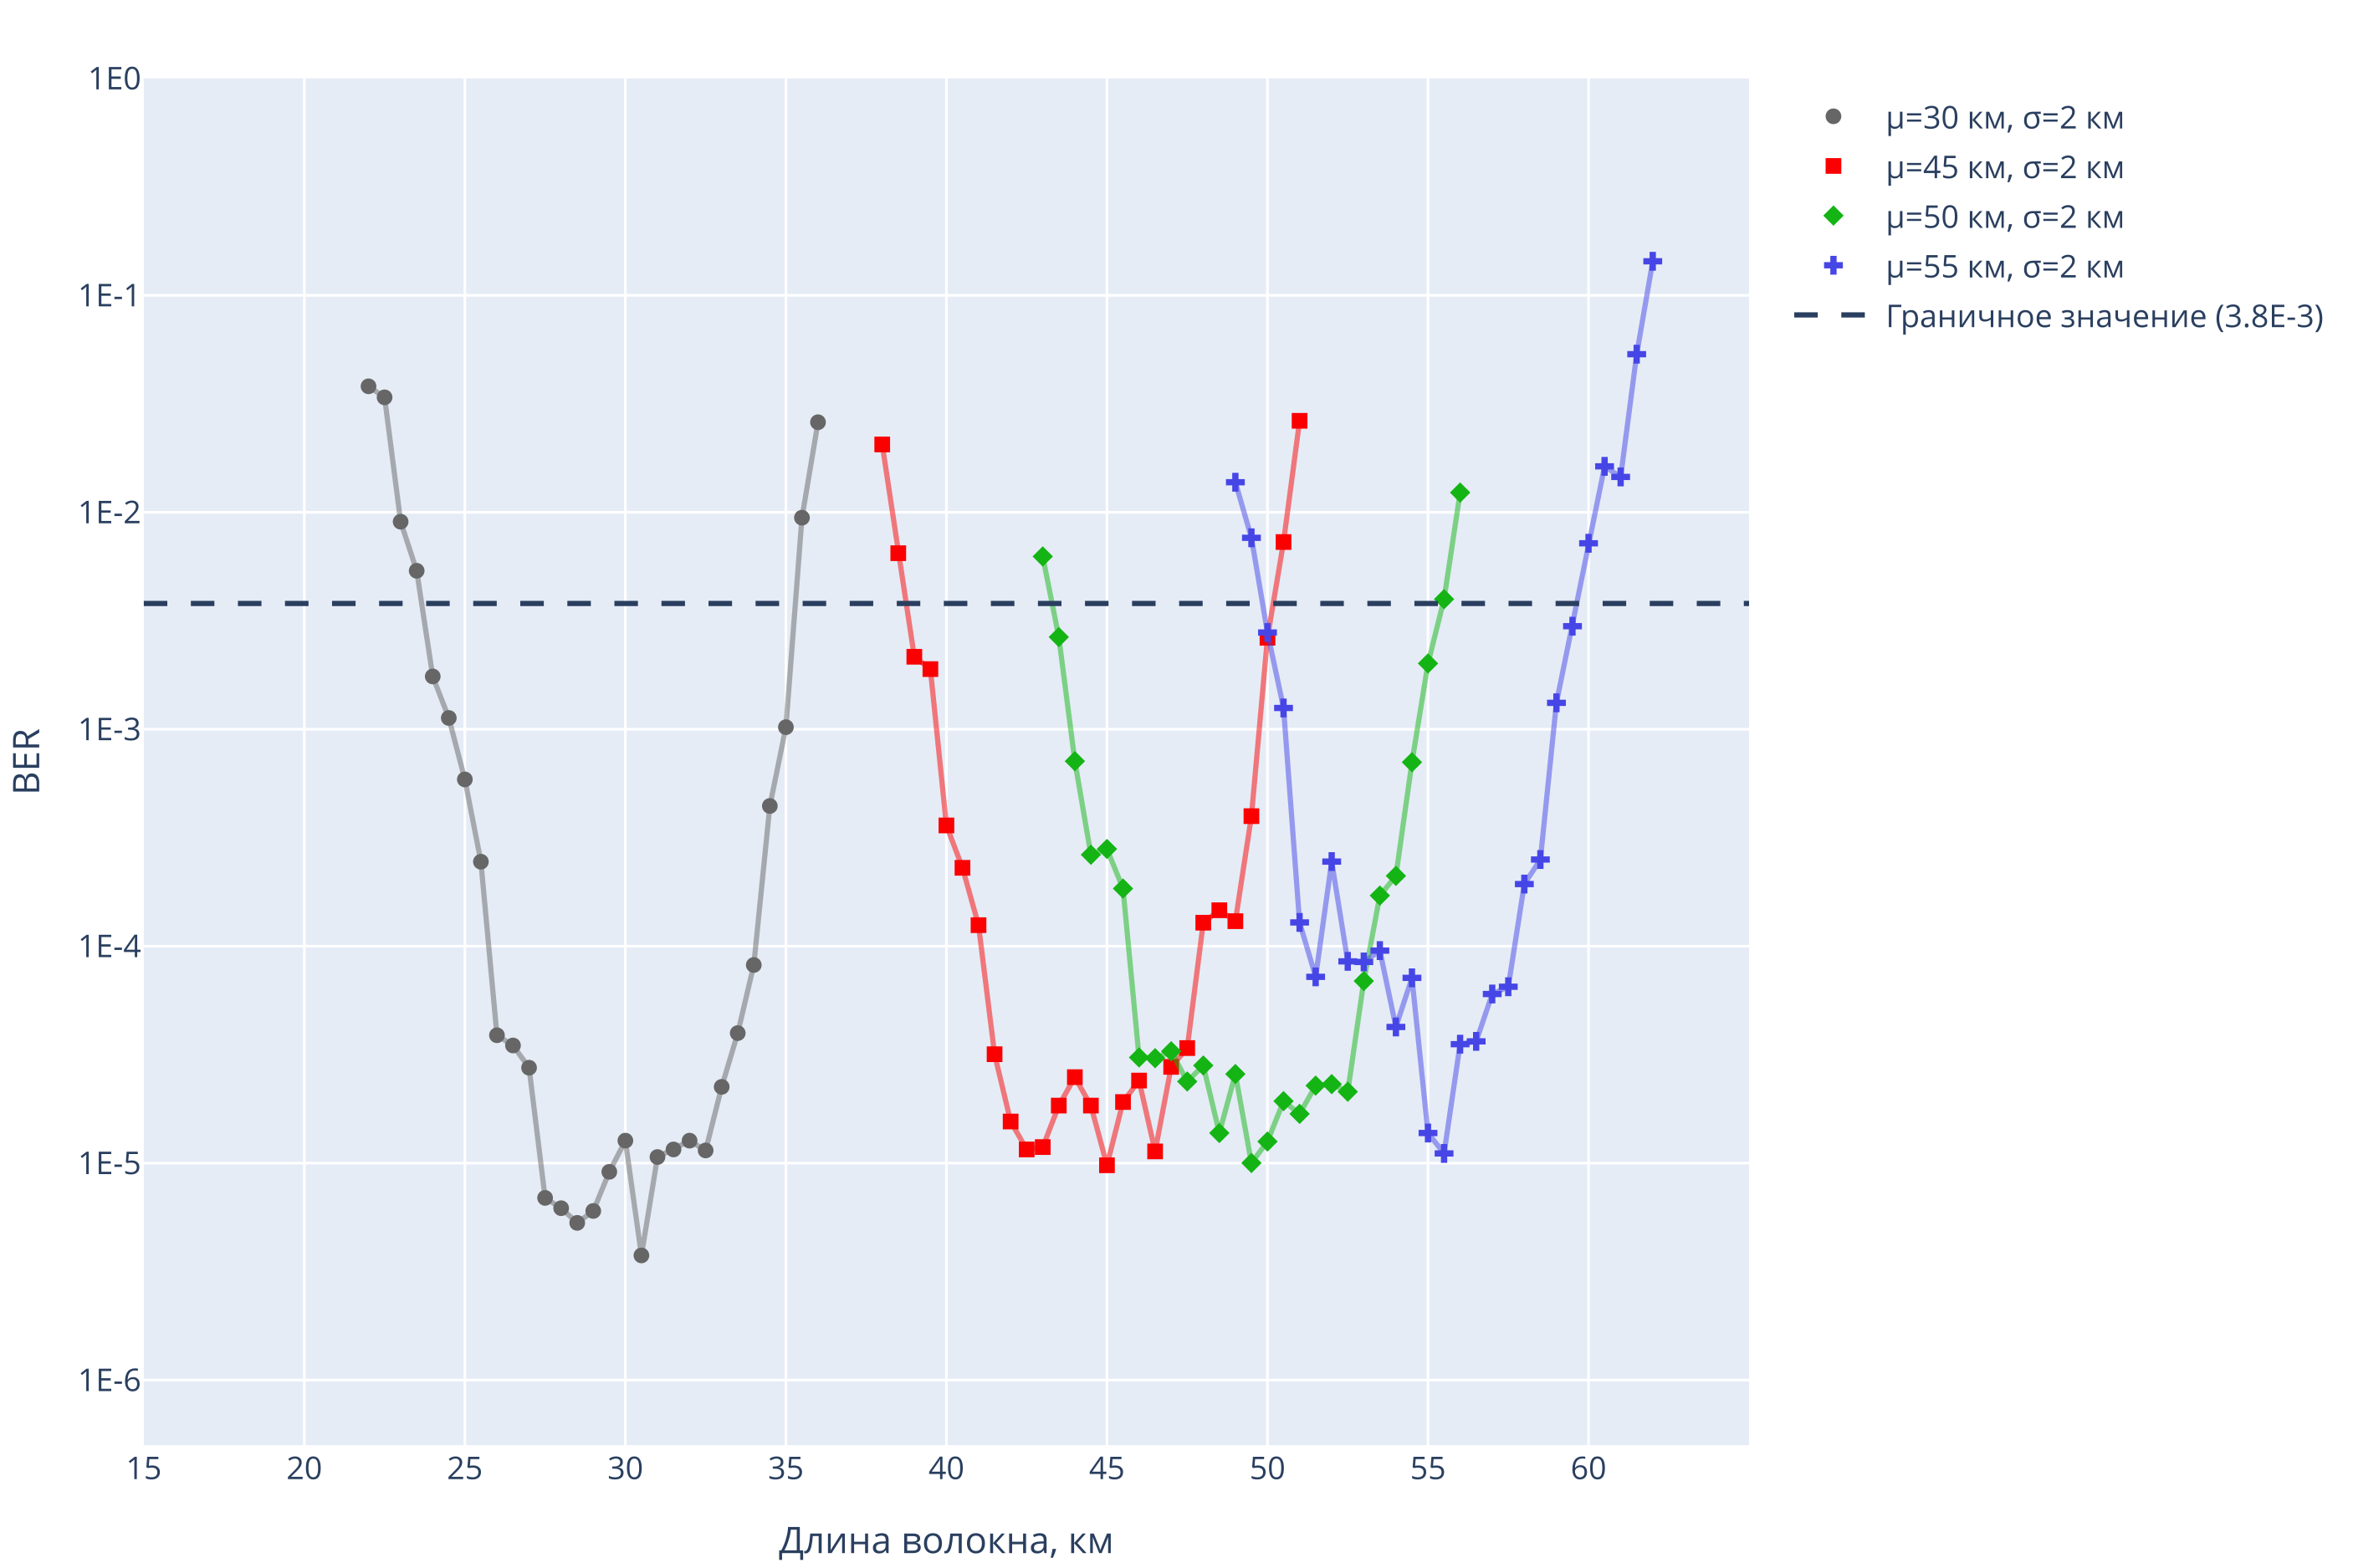 1E0
1E-1
1E-2
1E-3
1E-4
1E-5
1E-6
BER
15 20 25 30 35 40 45 50 55 60
Длина волокна, км
μ=30 км, σ=2 км
μ=45 км, σ=2 км
μ=50 км, σ=2 км
μ=55 км, σ=2 км
Граничное значение (3.8E-3)